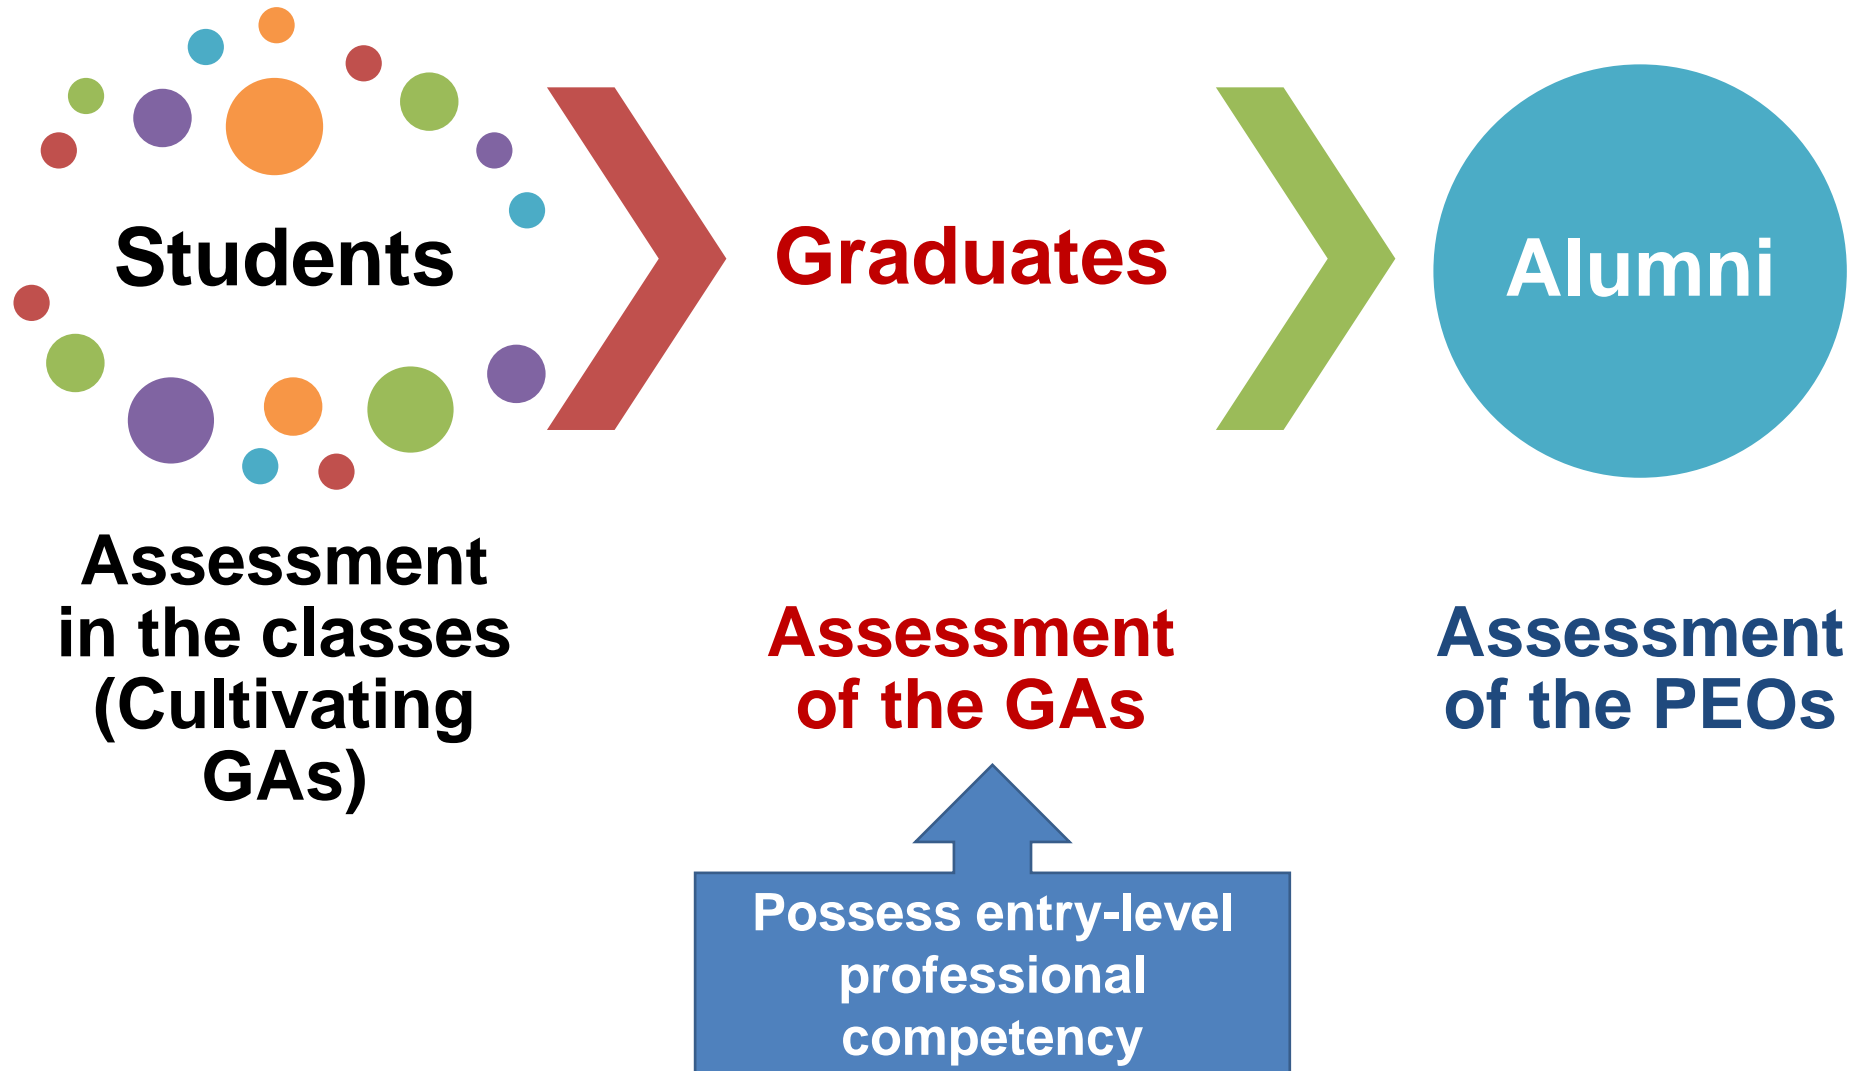 Students
Graduates
Alumni
Assessment
in the classes
(Cultivating
GAs)
Assessment
of the GAs
Assessment
of the PEOs
Possess entry-level
professional
competency